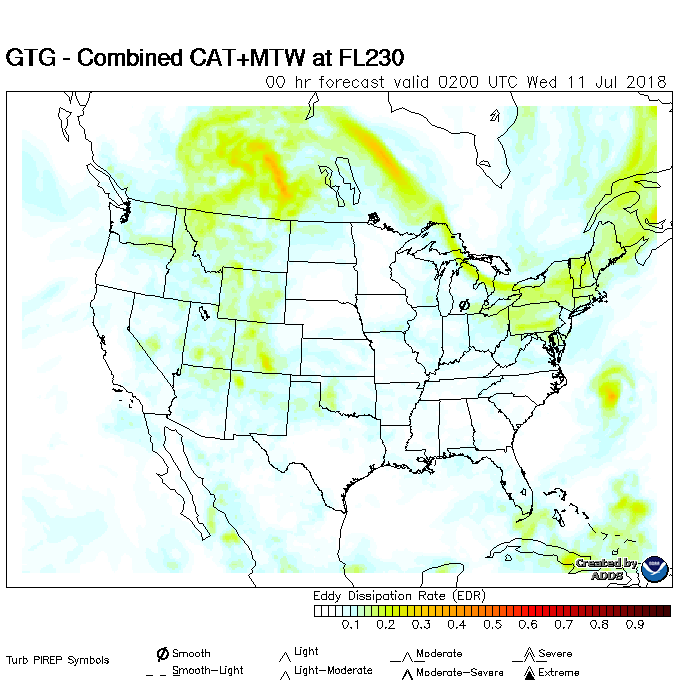 GTG - Combined CAT+MTW at FL230
00 hr forecast valid 0200 UTC Wed 11 Jul 2018
Created by
ADDS
Eddy Dissipation Rate (EDR)
0.1 0.2 0.3 0.4 0.5 0.6 0.7 0.8 0.9
Turb PIREP Symbols
Smooth Light Moderate Severe
Smooth-Light Light-Moderate Moderate-Severe Extreme